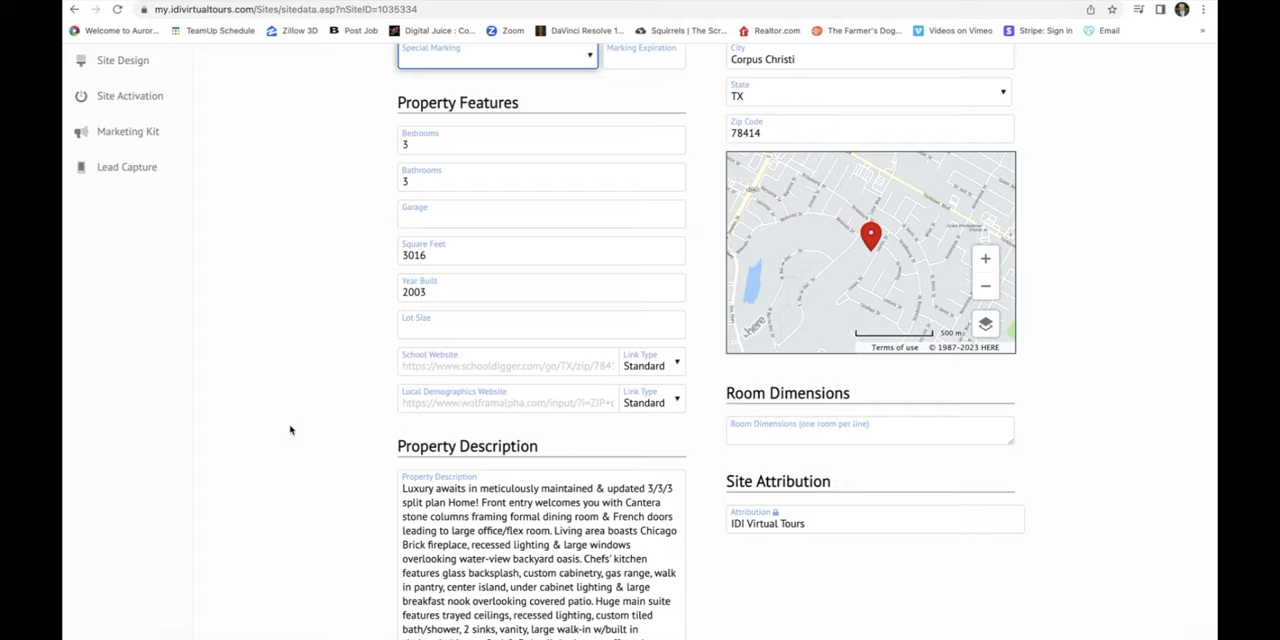 my.idivirtualtours.com/Sites/sitedata.asp?nSiteID=1035334
Welcome to Auror...
TeamUp Schedule
Zillow 3D
Post Job
Digital Juice : Co...
Zoom
DaVinci Resolve 1...
Squirrels | The Scr...
Realtor.com
The Farmer's Dog...
Videos on Vimeo
Stripe: Sign in
Email
»
Site Design
Site Activation
Marketing Kit
Lead Capture
Special Marking
Marking Expiration
Property Features
Bedrooms
3
Bathrooms
3
Garage
Square Feet
3016
Year Built
2003
Lot Size
School Website
https://www.schooldigger.com/go/TX/zip/784
Link Type
Standard
Local Demographics Website
https://www.wolframalpha.com/input/?i=ZIP+c
Link Type
Standard
Property Description
Property Description
Luxury awaits in meticulously maintained & updated 3/3/3
split plan Home! Front entry welcomes you with Cantera
stone columns framing formal dining room & French doors
leading to large office/flex room. Living area boasts Chicago
Brick fireplace, recessed lighting & large windows
overlooking water-view backyard oasis. Chefs' kitchen
features glass backsplash, custom cabinetry, gas range, walk
in pantry, center island, under cabinet lighting & large
breakfast nook overlooking covered patio. Huge main suite
features trayed ceilings, recessed lighting, custom tiled
bath/shower, 2 sinks, vanity, large walk-in w/built in
City
Corpus Christi
State
TX
Zip Code
78414
+
−
here
500 m
Terms of use © 1987-2023 HERE
Room Dimensions
Room Dimensions (one room per line)
Site Attribution
Attribution
IDI Virtual Tours